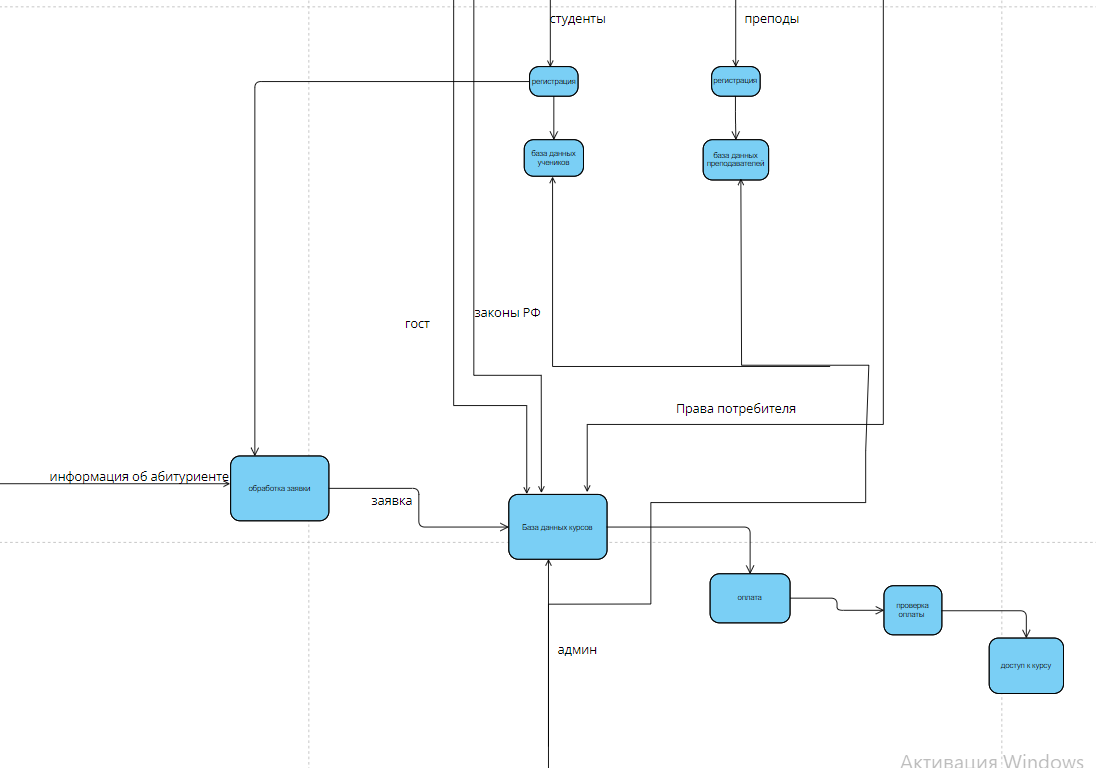 студенты
преподы
регистрация
регистрация
база данных
учеников
база данных
преподавателей
законы РФ
гост
Права потребителя
информация об абитуриенте
обработка заявки
заявка
База данных курсов
оплата
проверка
оплаты
админ
доступ к курсу
Активация Windows